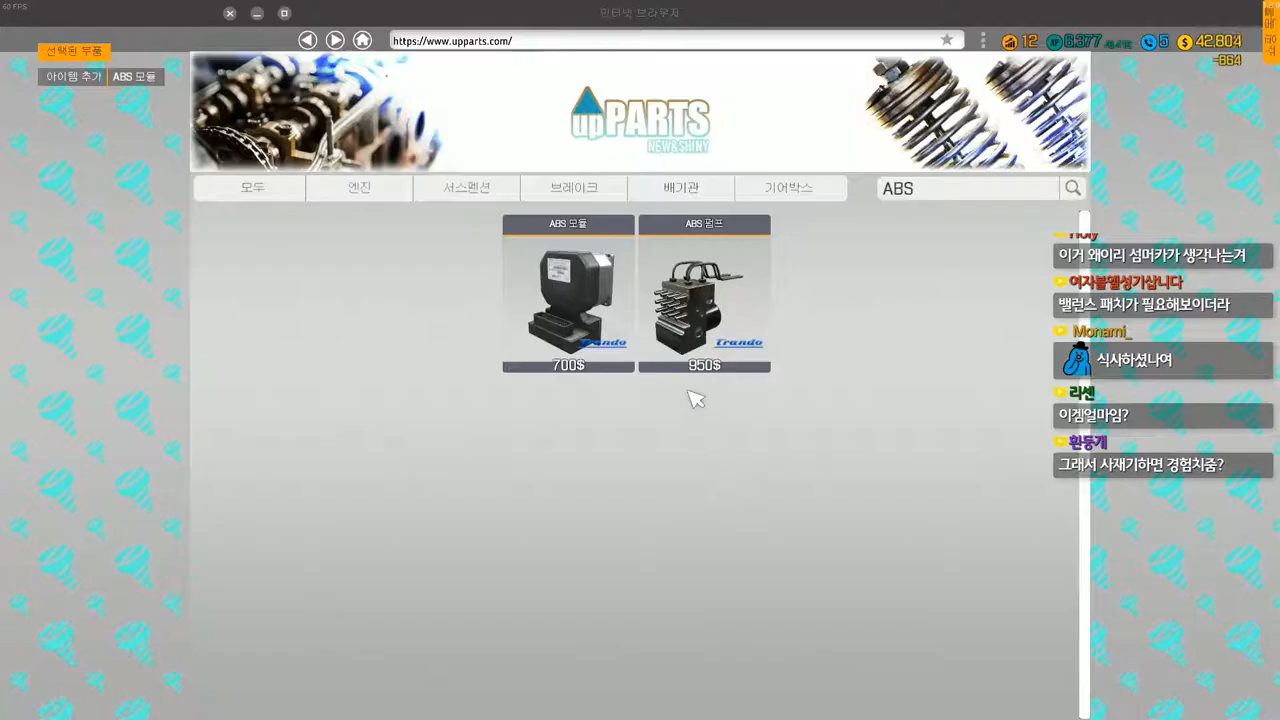 60 FPS
인터넷 브라우저
https://www.upparts.com/
12
6,377
5
$ 42,804
-864
선택된 부품
아이템 추가 ABS 모듈
upPARTS
NEW&SHINY
모두
엔진
서스펜션
브레이크
배기관
기어박스
ABS
ABS 모듈
ABS 펌프
Trando
Trando
700$
950$
Holy
이거 왜이리 섬머카가 생각나는겨
여자블엘성기삽니다
밸런스 패치가 필요해보이더라
Monami_
식사하셨나여
리센
이겜얼마임?
환둥개
그래서 사재기하면 경험치줌?